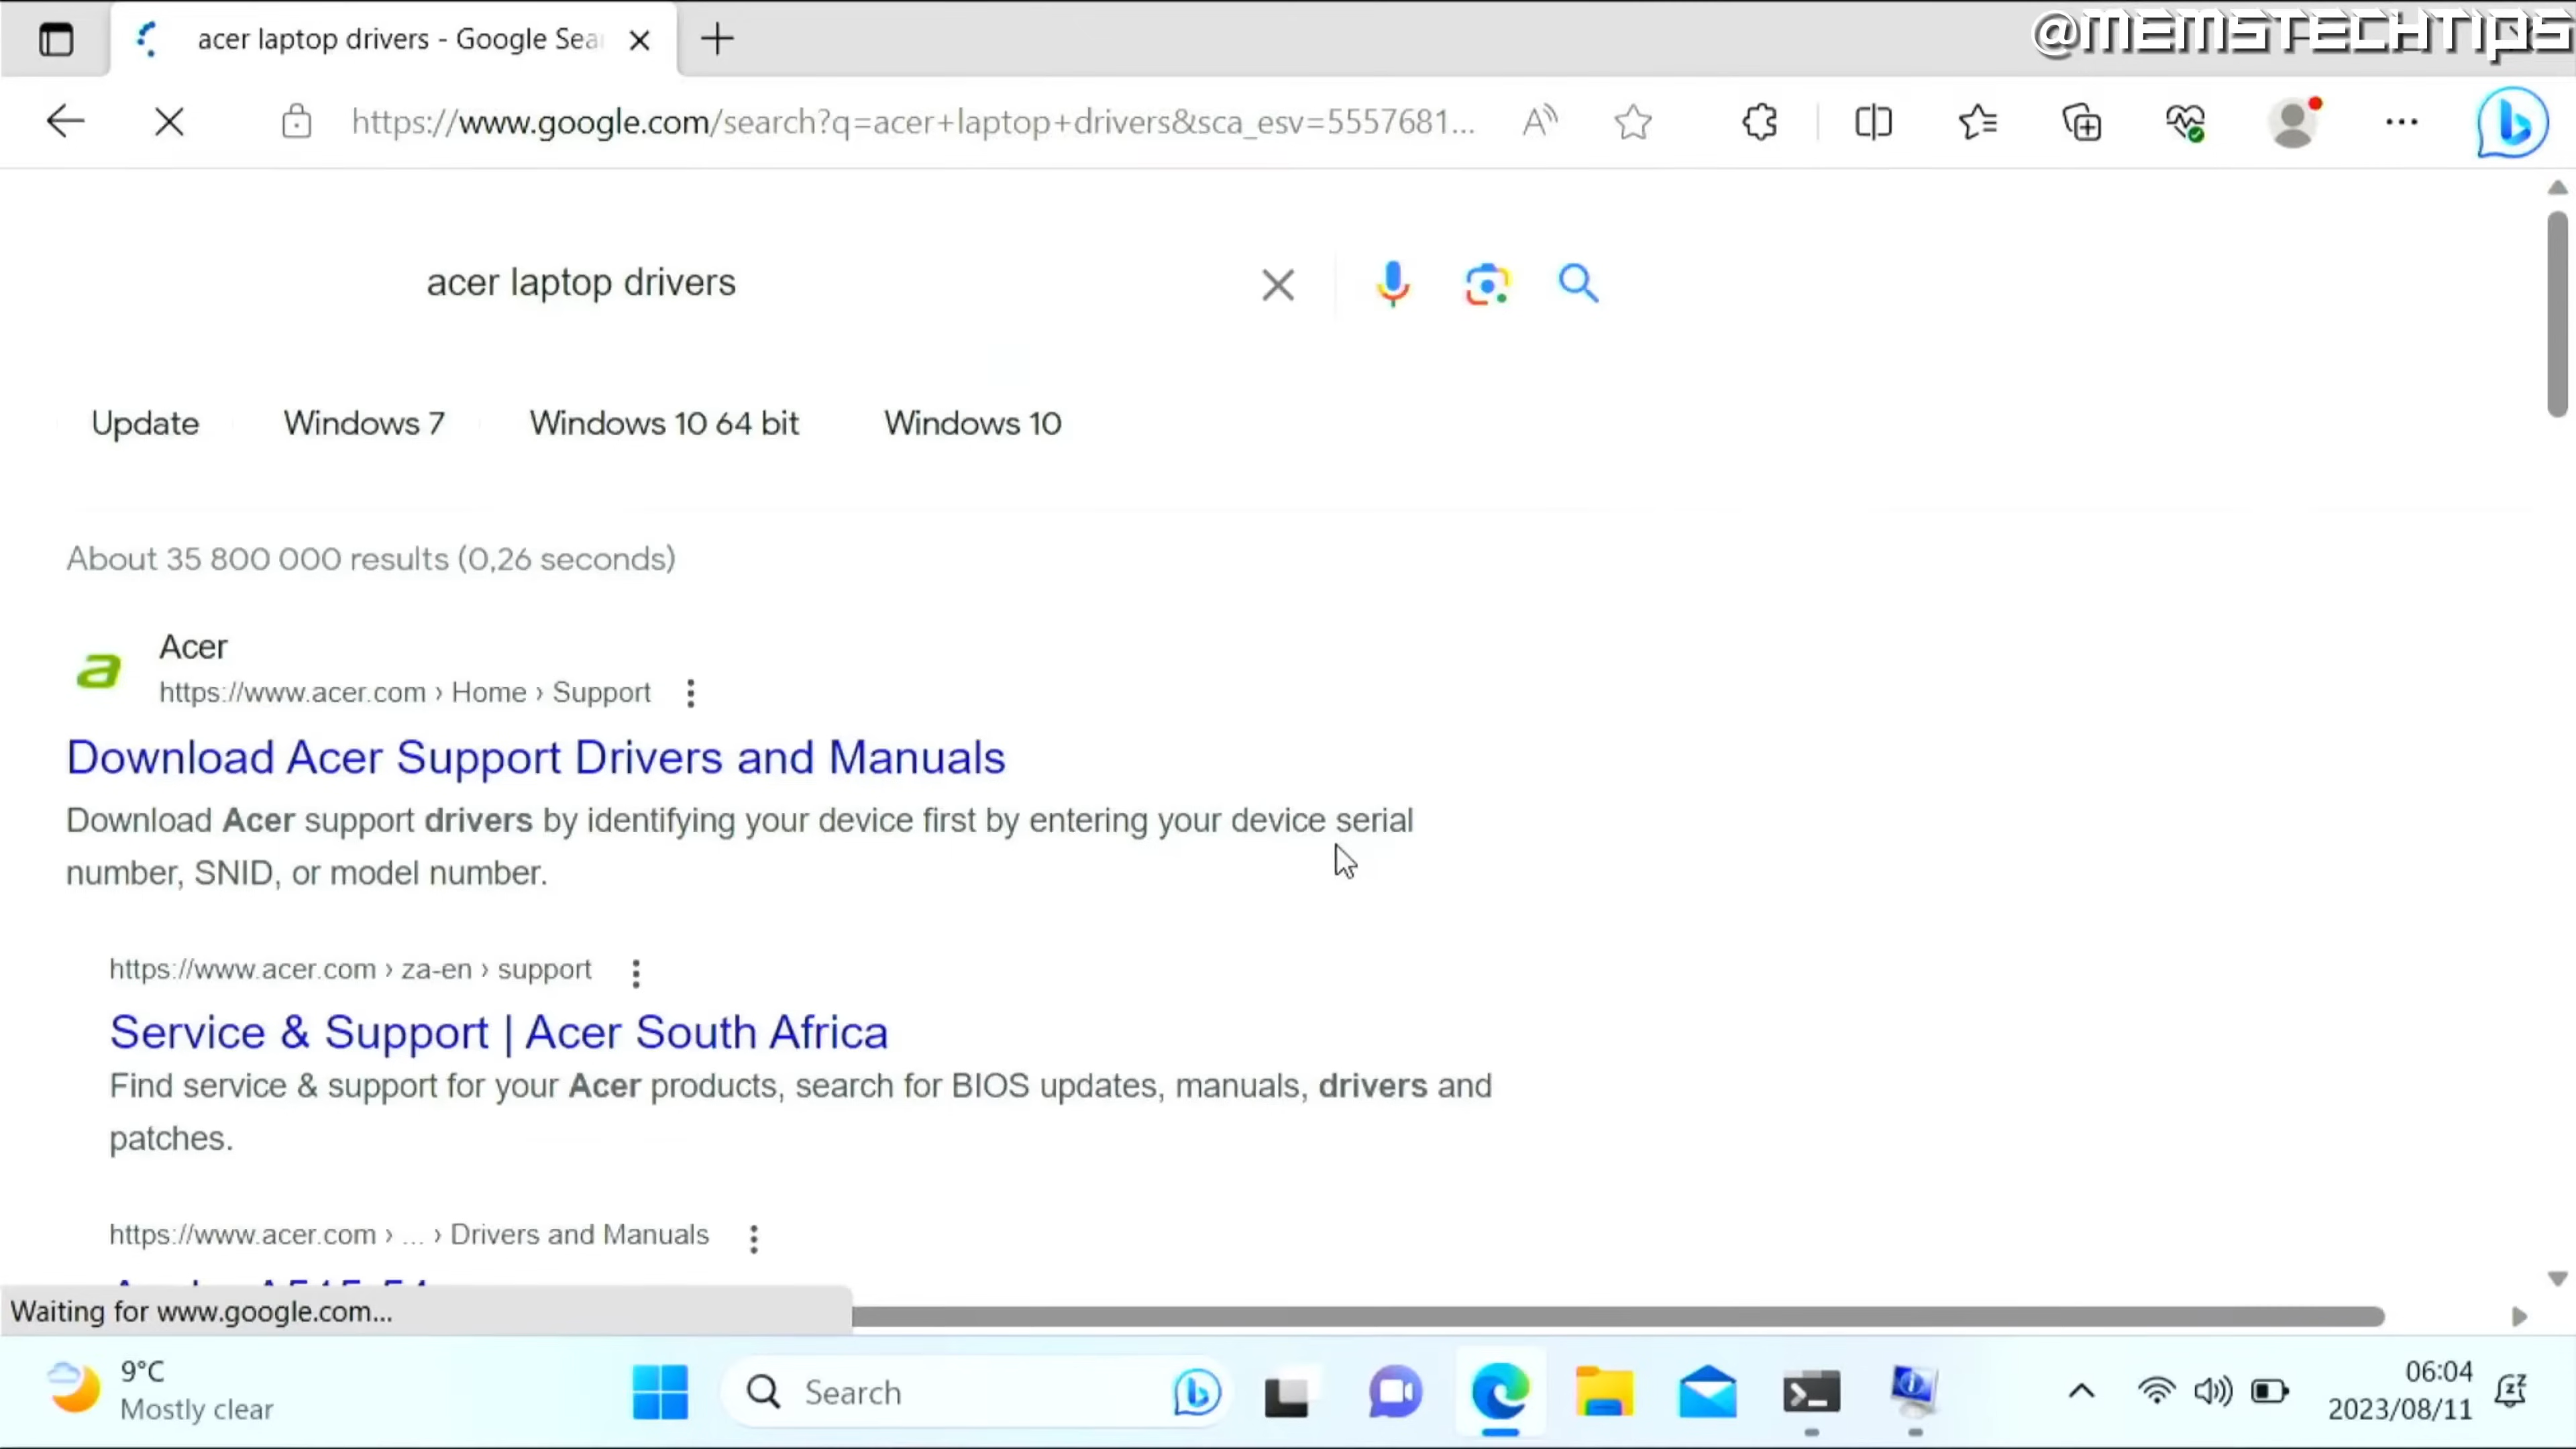 @MEMSTECHTIPS
acer laptop drivers - Google Sea
https://www.google.com/search?q=acer+laptop+drivers&sca_esv=5557681...
acer laptop drivers
Update Windows 7 Windows 10 64 bit Windows 10
About 35 800 000 results (0,26 seconds)
Acer
https://www.acer.com › Home › Support
Download Acer Support Drivers and Manuals
Download Acer support drivers by identifying your device first by entering your device serial
number, SNID, or model number.
https://www.acer.com › za-en › support
Service & Support | Acer South Africa
Find service & support for your Acer products, search for BIOS updates, manuals, drivers and
patches.
https://www.acer.com › ... › Drivers and Manuals
Waiting for www.google.com...
9°C
Mostly clear
Search
06:04
2023/08/11